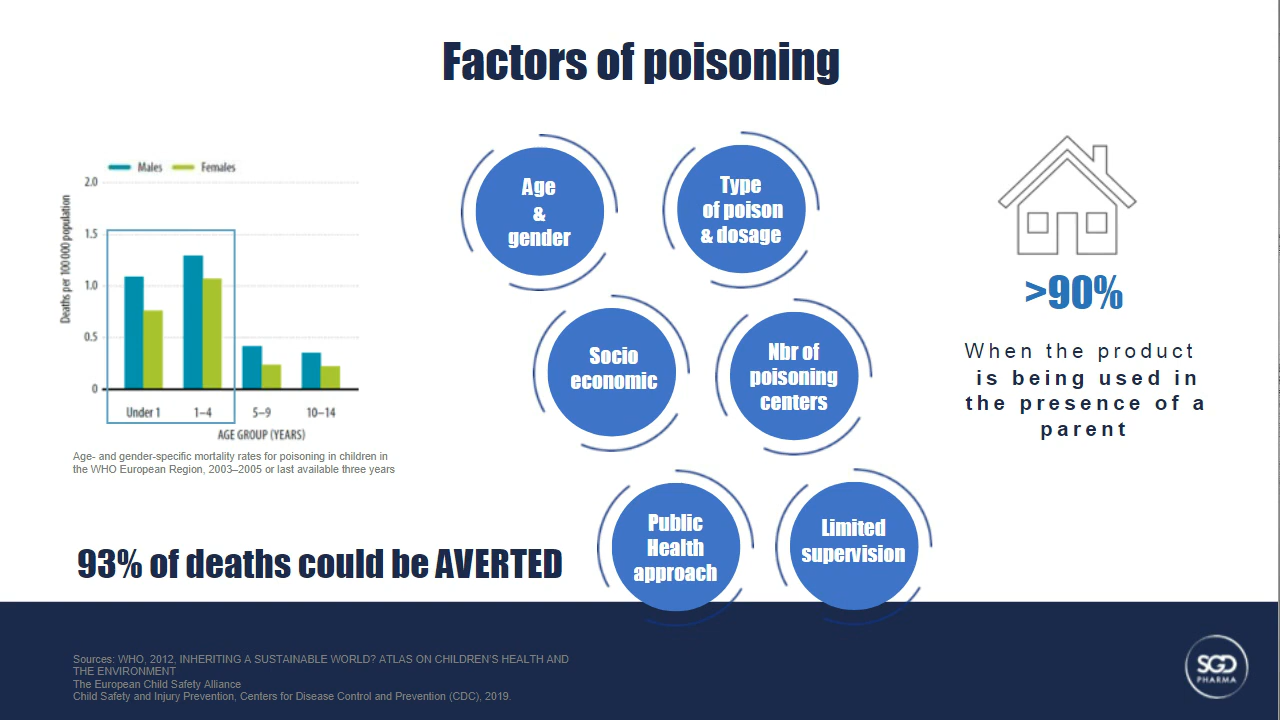 Factors of poisoning
Males Females
Deaths per 100 000 population
2.0
1.5
1.0
0.5
0
Under 1 1–4 5–9 10–14
AGE GROUP (YEARS)
Age- and gender-specific mortality rates for poisoning in children in
the WHO European Region, 2003–2005 or last available three years
Age
&
gender
Type
of poison
& dosage
Socio
economic
Nbr of
poisoning
centers
Public
Health
approach
Limited
supervision
>90%
When the product
is being used in
the presence of a
parent
93% of deaths could be AVERTED
Sources: WHO, 2012, INHERITING A SUSTAINABLE WORLD? ATLAS ON CHILDREN'S HEALTH AND
THE ENVIRONMENT
The European Child Safety Alliance
Child Safety and Injury Prevention, Centers for Disease Control and Prevention (CDC), 2019.
SGD
PHARMA